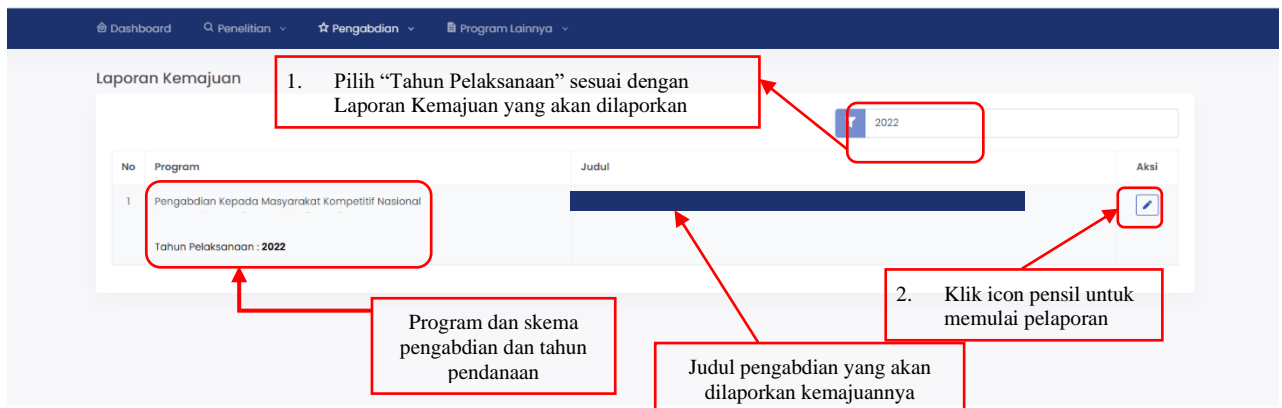 Dashboard Penelitian Pengabdian Program Lainnya
Laporan Kemajuan
1. Pilih “Tahun Pelaksanaan” sesuai dengan
Laporan Kemajuan yang akan dilaporkan
2022
No Program Judul Aksi
1 Pengabdian Kepada Masyarakat Kompetitif Nasional
Tahun Pelaksanaan : 2022
2. Klik icon pensil untuk
memulai pelaporan
Program dan skema
pengabdian dan tahun
pendanaan
Judul pengabdian yang akan
dilaporkan kemajuannya